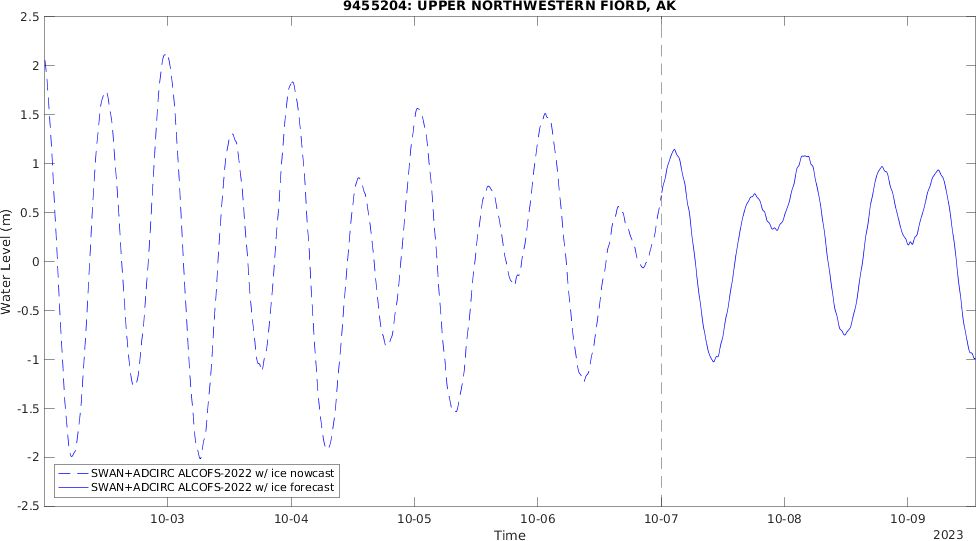 9455204: UPPER NORTHWESTERN FIORD, AK
2.5
2
1.5
1
0.5
0
-0.5
-1
-1.5
-2
-2.5
Water Level (m)
SWAN+ADCIRC ALCOFS-2022 w/ ice nowcast
SWAN+ADCIRC ALCOFS-2022 w/ ice forecast
10-03 10-04 10-05 10-06 10-07 10-08 10-09
Time
2023